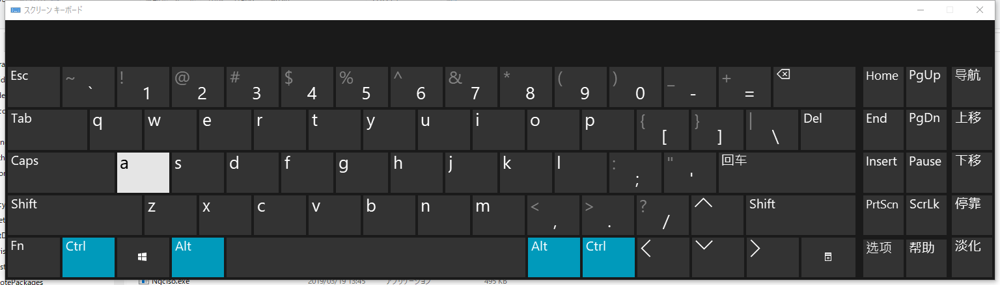 スクリーン キーボード
Esc ~ ` ! 1 @ 2 # 3 $ 4 % 5 ^ 6 & 7 * 8 ( 9 ) 0 _ - + = Home PgUp 导航
Tab q w e r t y u i o p { [ } ] | \ Del End PgDn 上移
Caps a s d f g h j k l : ; " ' 回车 Insert Pause 下移
Shift z x c v b n m < , > . ? / Shift PrtScn ScrLk 停靠
Fn Ctrl Alt Alt Ctrl 选项 帮助 淡化
otePackages NgcIso.exe 2019/03/19 13:45 アプリケーション 495 KB